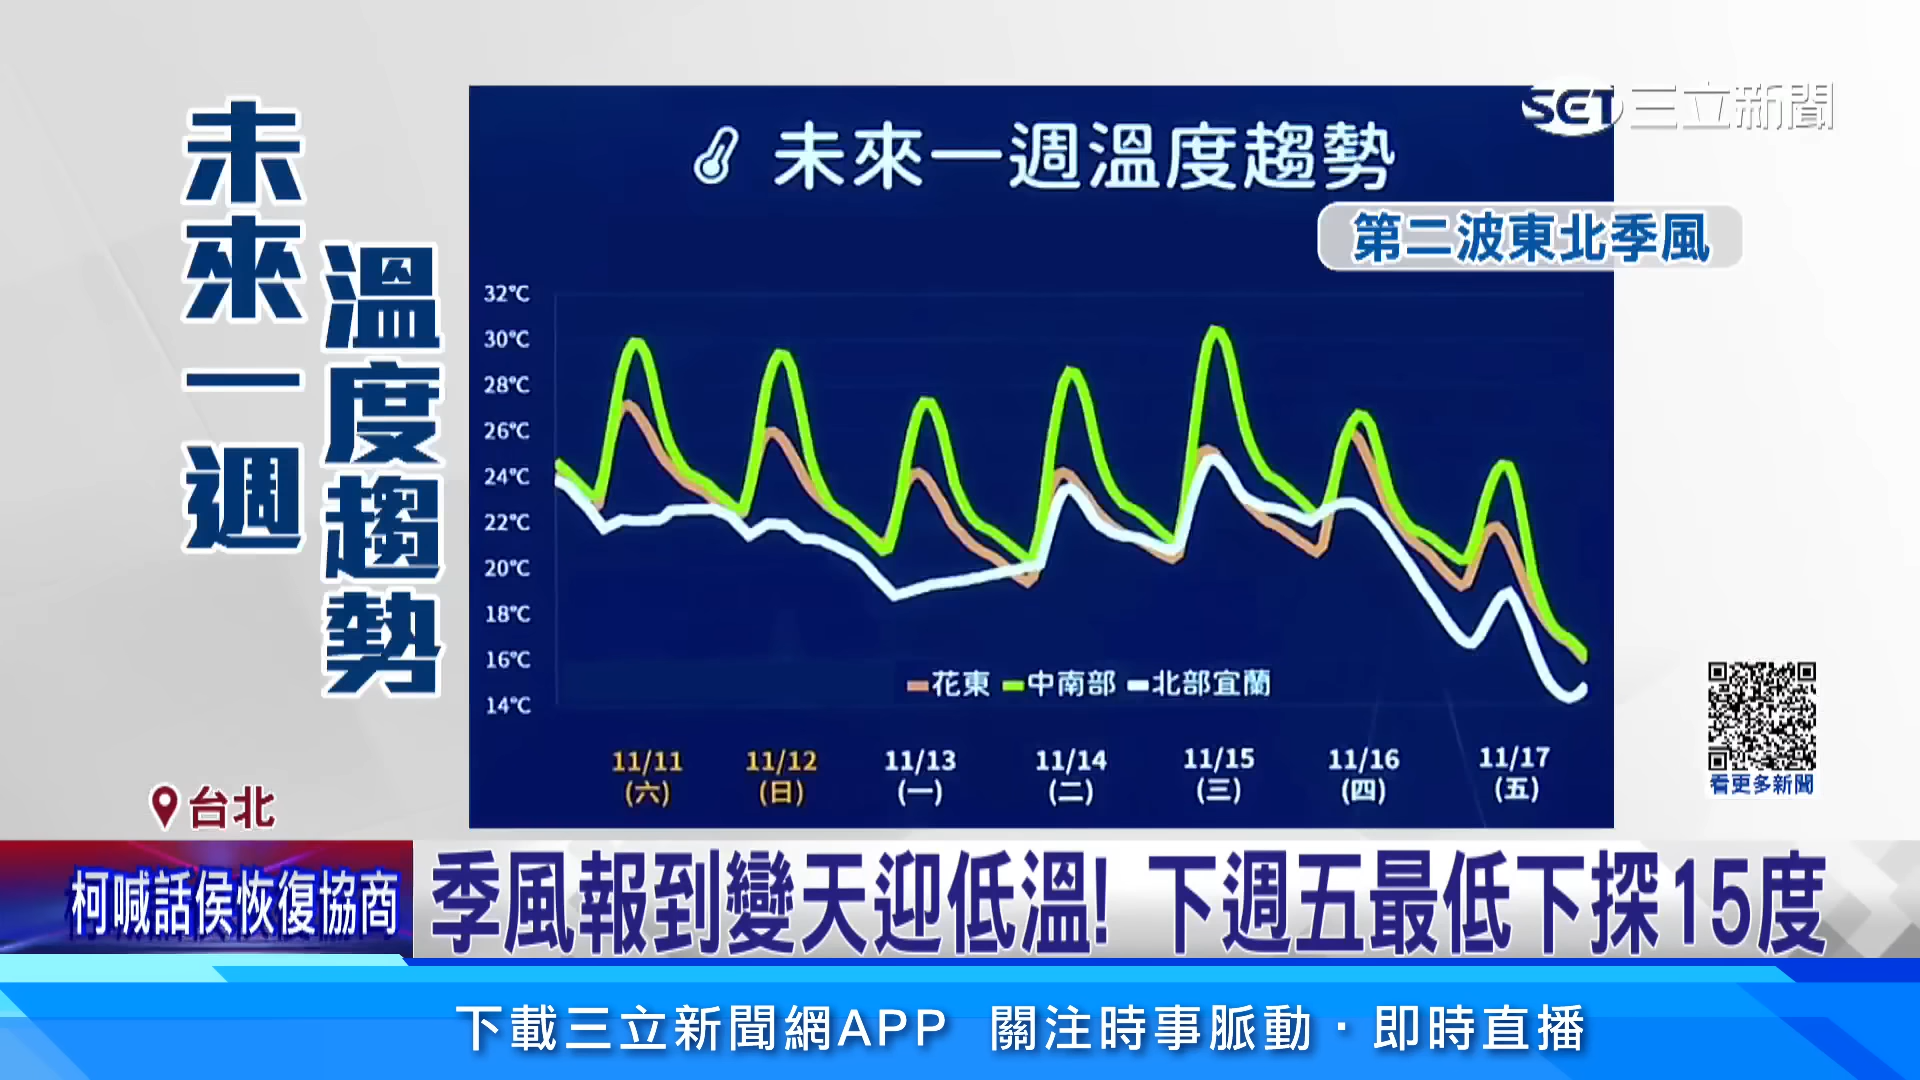 SET三立新聞
未來一週
溫度趨勢
未來一週溫度趨勢
第二波東北季風
32°C
30°C
28°C
26°C
24°C
22°C
20°C
18°C
16°C
14°C
花東 中南部 北部宜蘭
11/11 11/12 11/13 11/14 11/15 11/16 11/17
(六) (日) (一) (二) (三) (四) (五)
看更多新聞
台北
柯喊話侯恢復協商
季風報到變天迎低溫! 下週五最低下探15度
下載三立新聞網APP 關注時事脈動·即時直播